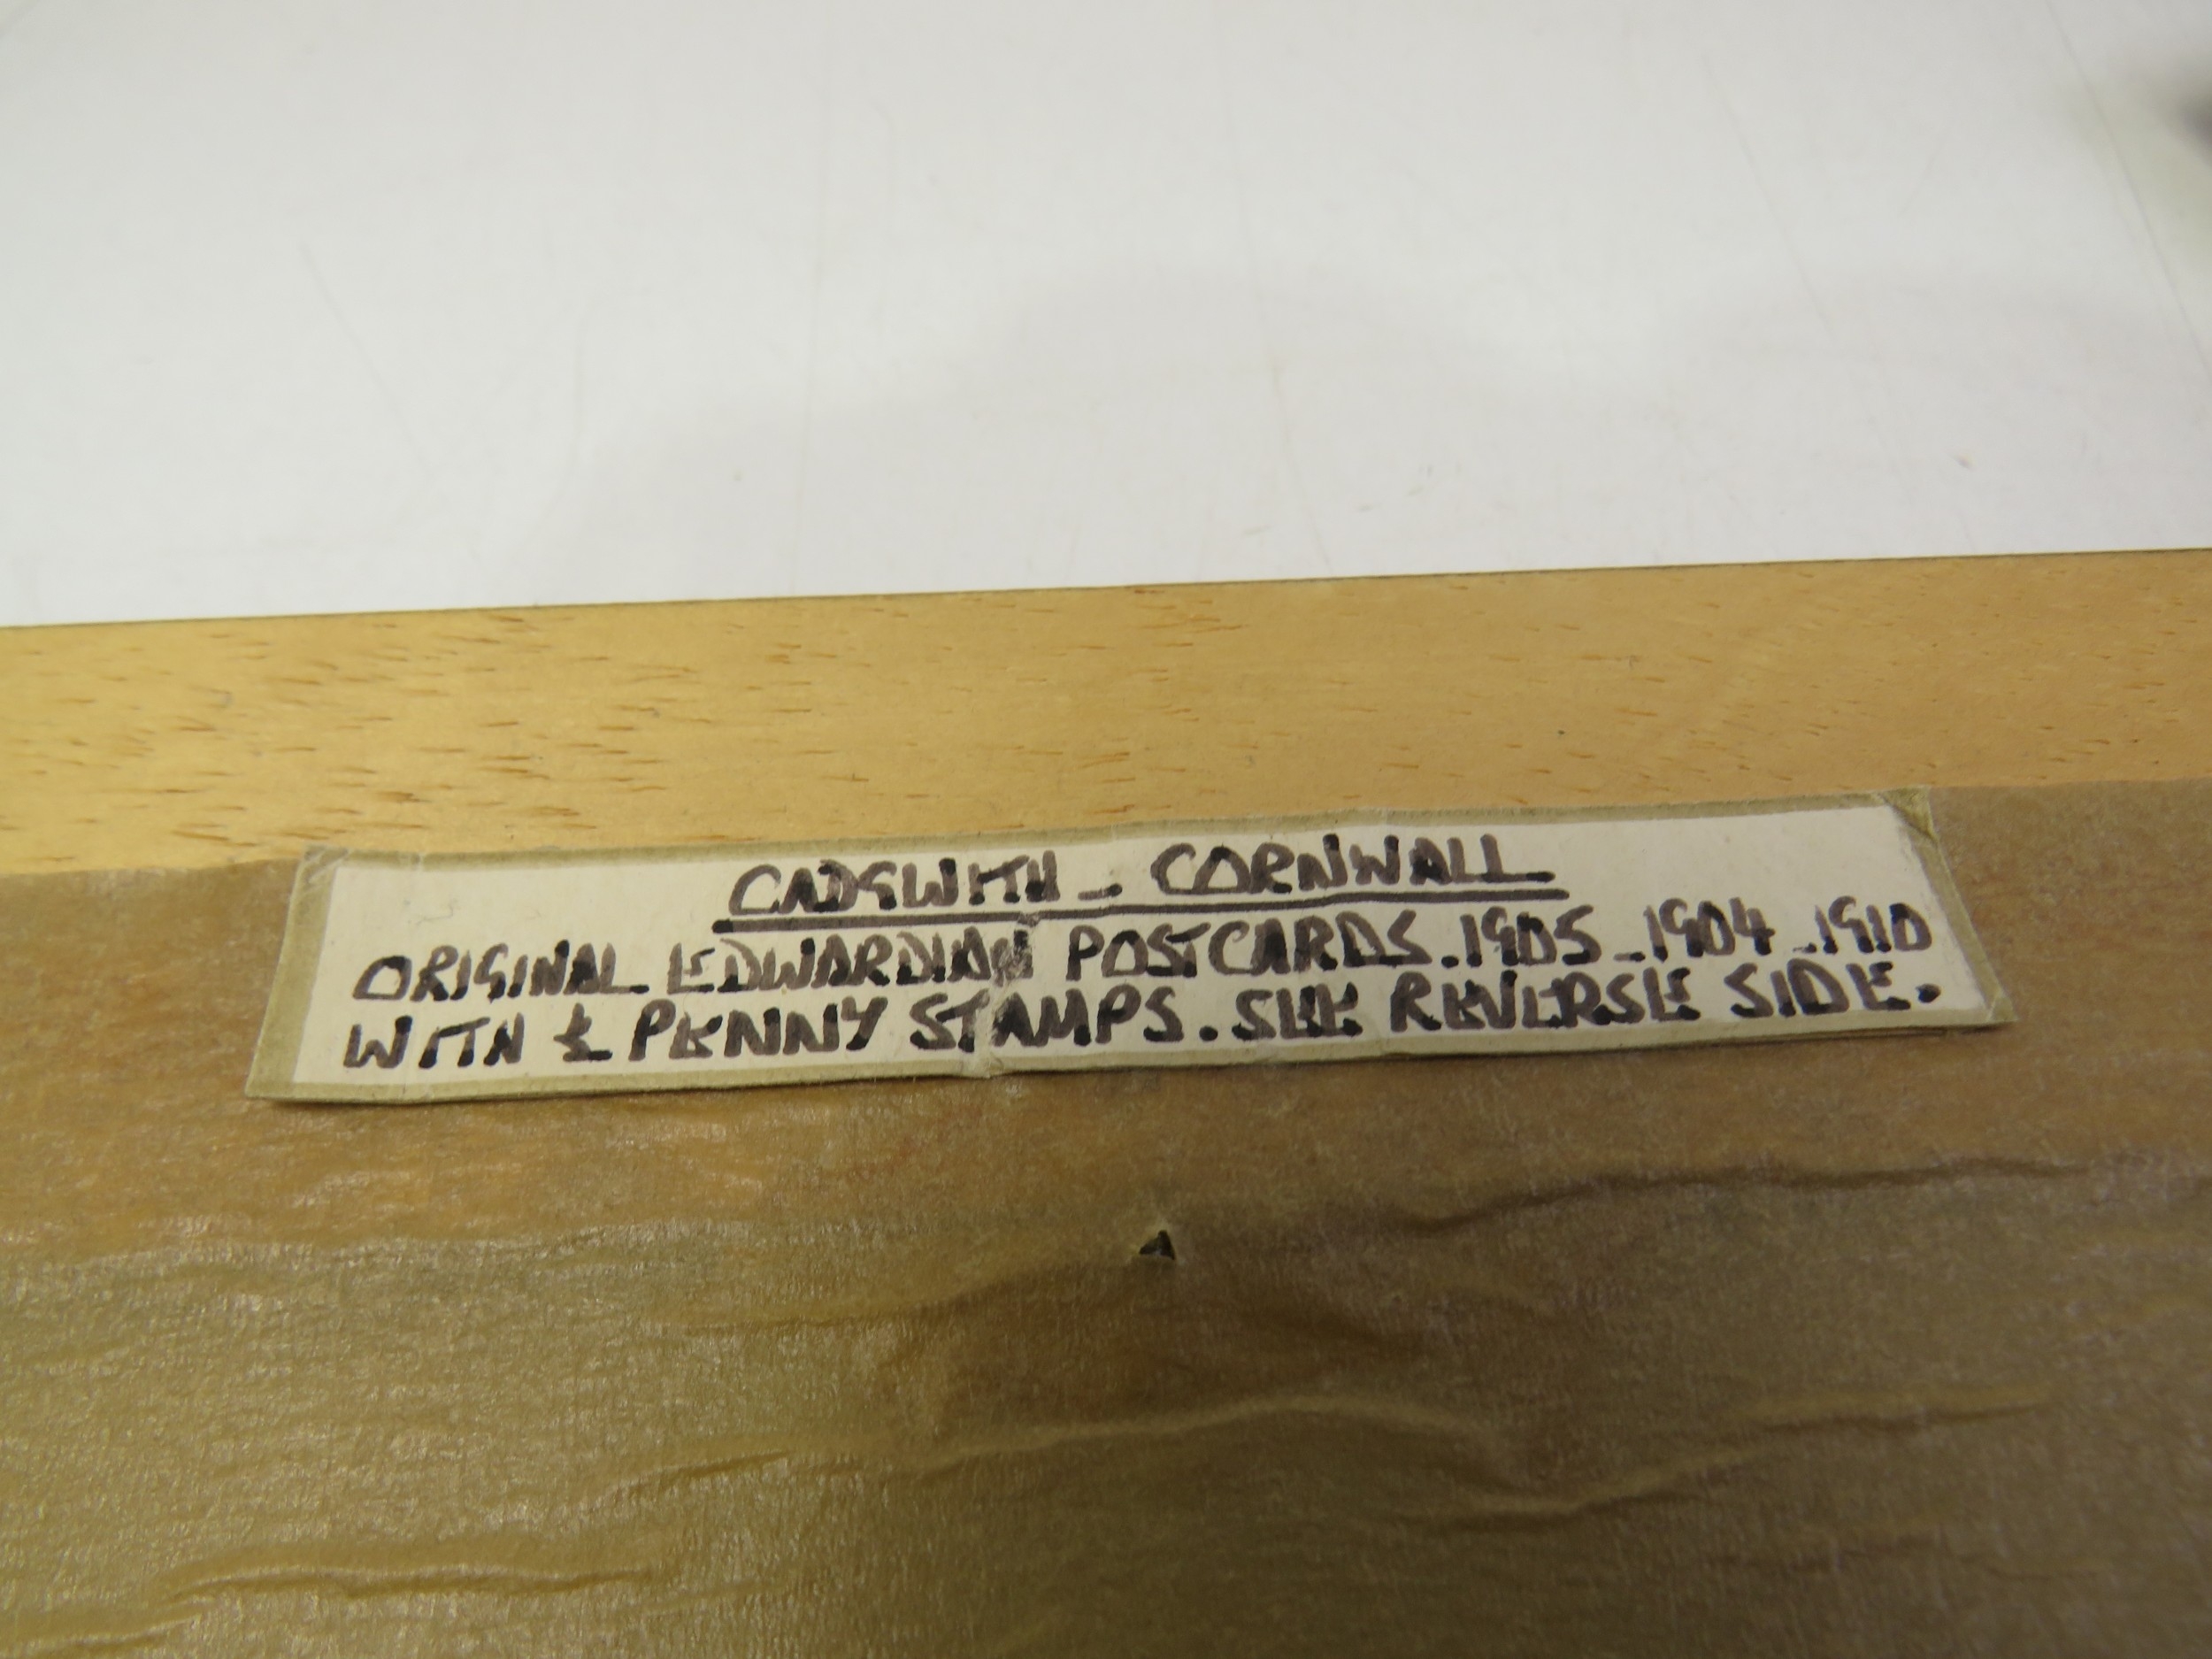 CADGWITH - CORNWALL
ORIGINAL EDWARDIAN POSTCARDS. 1905 - 1904 - 1910
WITH ½ PENNY STAMPS. SEE REVERSE SIDE.